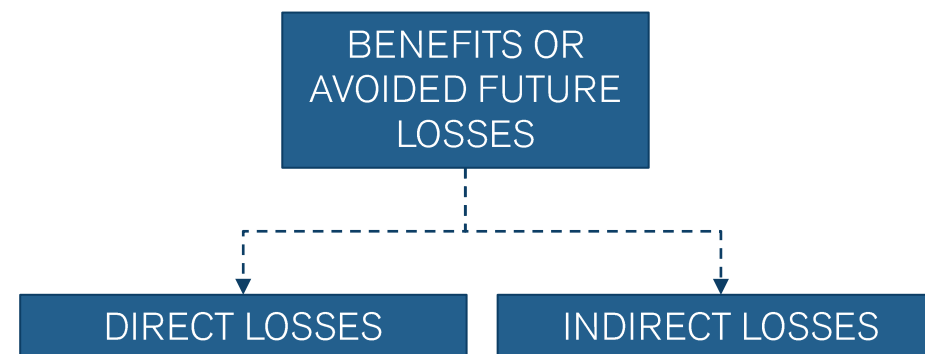 BENEFITS OR
AVOIDED FUTURE
LOSSES
DIRECT LOSSES
INDIRECT LOSSES